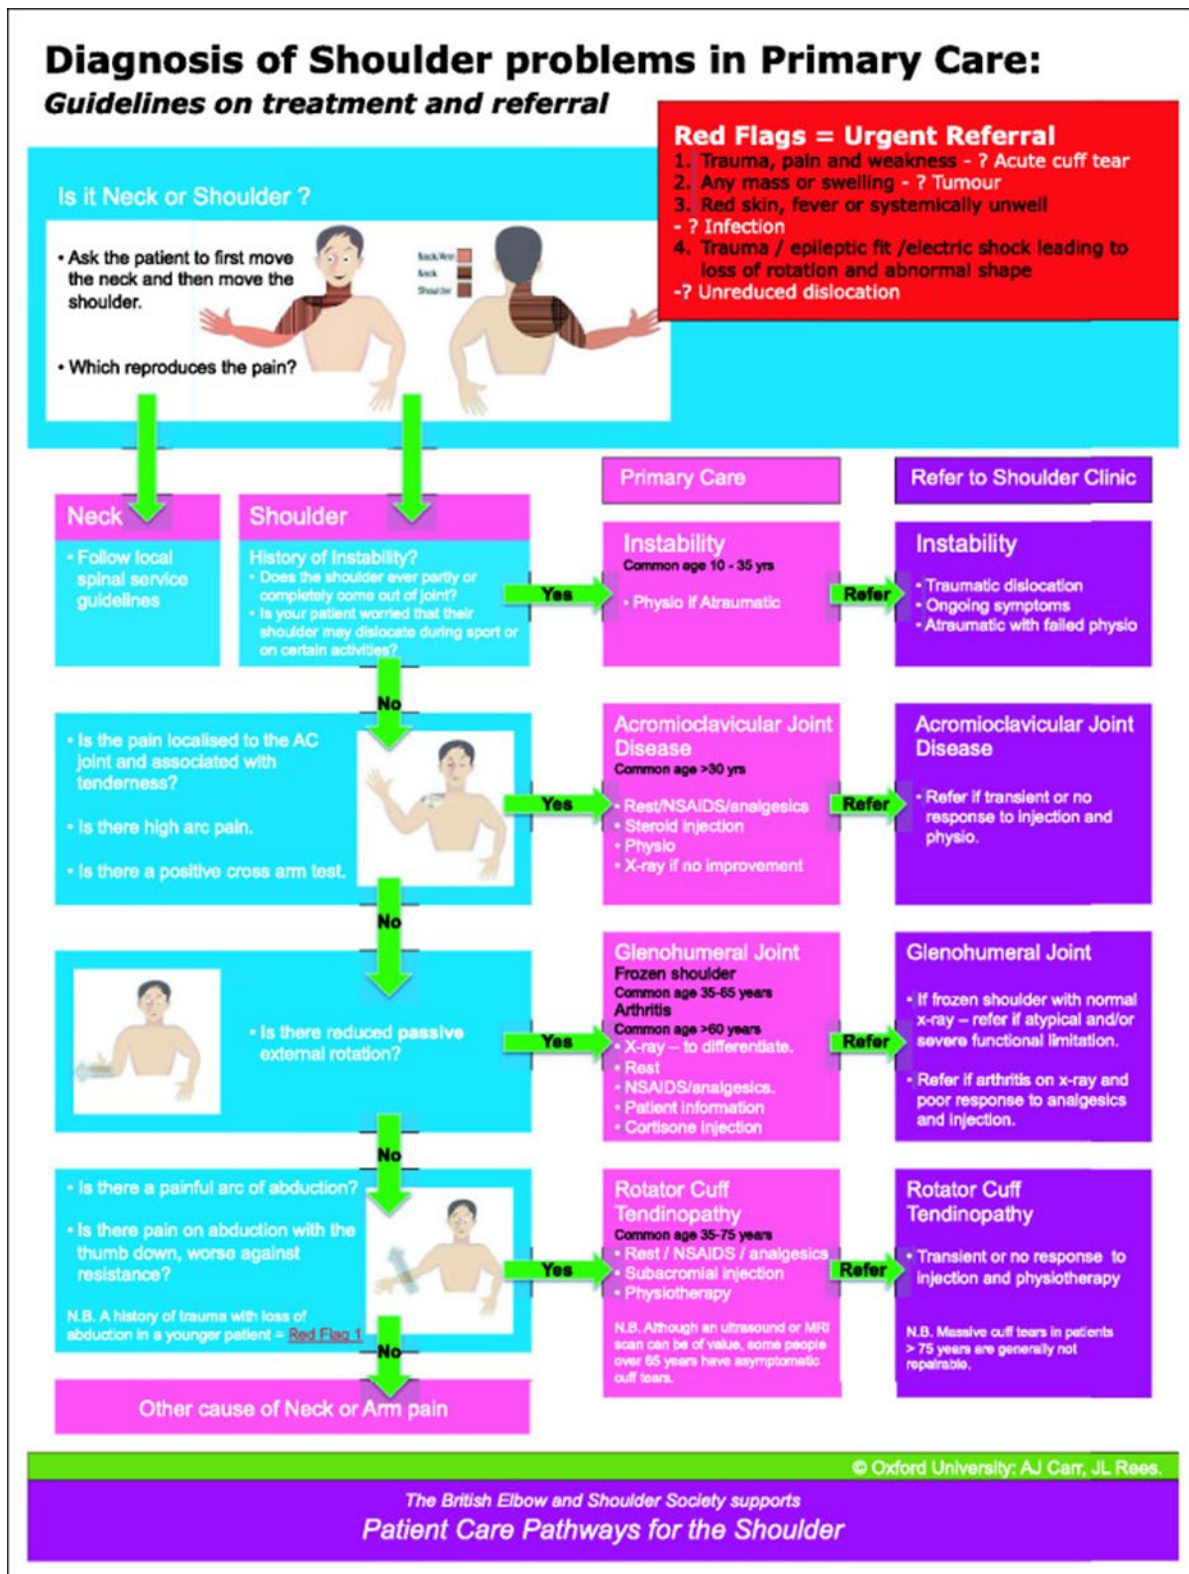 Diagnosis of Shoulder problems in Primary Care:
Guidelines on treatment and referral
Red Flags = Urgent Referral
1. Trauma, pain and weakness - ? Acute cuff tear
2. Any mass or swelling - ? Tumour
3. Red skin, fever or systemically unwell
- ? Infection
4. Trauma / epileptic fit /electric shock leading to
loss of rotation and abnormal shape
-? Unreduced dislocation
Is it Neck or Shoulder ?
• Ask the patient to first move
the neck and then move the
shoulder.
• Which reproduces the pain?
Neck/Arm
Neck
Shoulder
Primary Care
Refer to Shoulder Clinic
Neck
• Follow local
spinal service
guidelines
Shoulder
History of Instability?
• Does the shoulder ever partly or
completely come out of joint?
• Is your patient worried that their
shoulder may dislocate during sport or
on certain activities?
Yes
Instability
Common age 10 - 35 yrs
• Physio if Atraumatic
Refer
Instability
• Traumatic dislocation
• Ongoing symptoms
• Atraumatic with failed physio
No
• Is the pain localised to the AC
joint and associated with
tenderness?
• Is there high arc pain.
• Is there a positive cross arm test.
Yes
Acromioclavicular Joint
Disease
Common age >30 yrs
• Rest/NSAIDS/analgesics
• Steroid injection
• Physio
• X-ray if no improvement
Refer
Acromioclavicular Joint
Disease
• Refer if transient or no
response to injection and
physio.
No
• Is there reduced passive
external rotation?
Yes
Glenohumeral Joint
Frozen shoulder
Common age 35-65 years
Arthritis
Common age >60 years
• X-ray – to differentiate.
• Rest
• NSAIDS/analgesics.
• Patient information
• Cortisone injection
Refer
Glenohumeral Joint
• If frozen shoulder with normal
x-ray – refer if atypical and/or
severe functional limitation.
• Refer if arthritis on x-ray and
poor response to analgesics
and injection.
No
• Is there a painful arc of abduction?
• Is there pain on abduction with the
thumb down, worse against
resistance?
N.B. A history of trauma with loss of
abduction in a younger patient = Red Flag 1
Yes
Rotator Cuff
Tendinopathy
Common age 35-75 years
• Rest / NSAIDS / analgesics
• Subacromial injection
• Physiotherapy
N.B. Although an ultrasound or MRI
scan can be of value, some people
over 65 years have asymptomatic
cuff tears.
Refer
Rotator Cuff
Tendinopathy
• Transient or no response to
injection and physiotherapy
N.B. Massive cuff tears in patients
> 75 years are generally not
repairable.
No
Other cause of Neck or Arm pain
© Oxford University: AJ Carr, JL Rees.
The British Elbow and Shoulder Society supports
Patient Care Pathways for the Shoulder